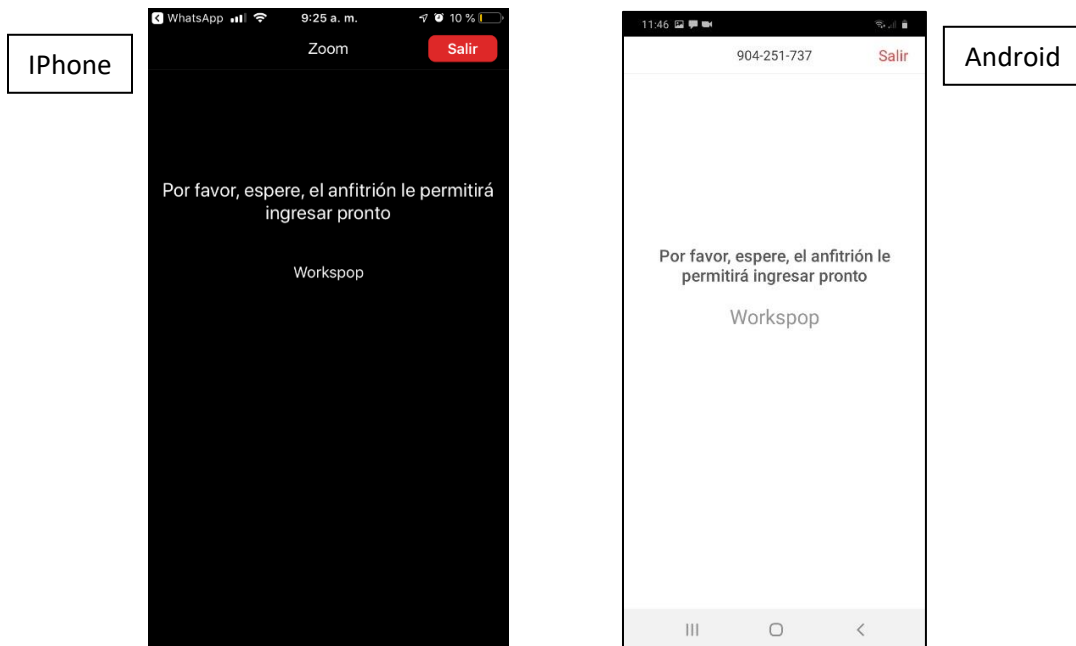 IPhone
WhatsApp 9:25 a. m. 10 %
Zoom Salir
Por favor, espere, el anfitrión le permitirá
ingresar pronto
Workspop
11:46
904-251-737 Salir
Por favor, espere, el anfitrión le
permitirá ingresar pronto
Workspop
Android